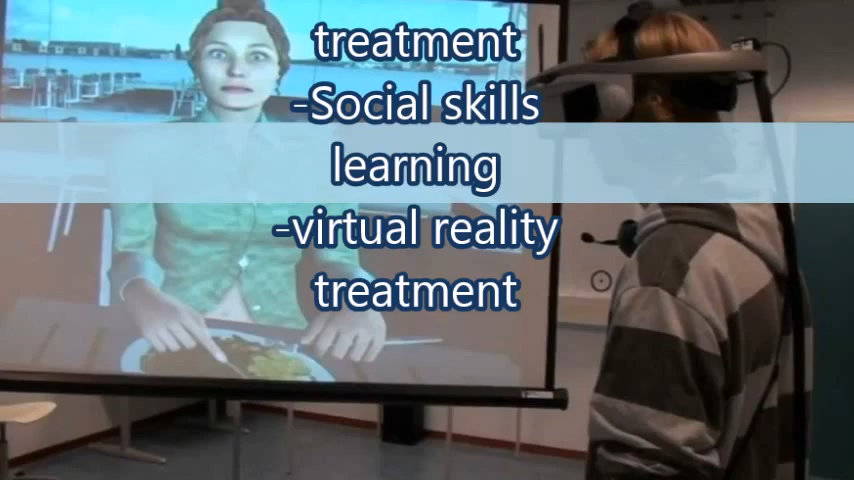 treatment
-Social skills
learning
-virtual reality
treatment